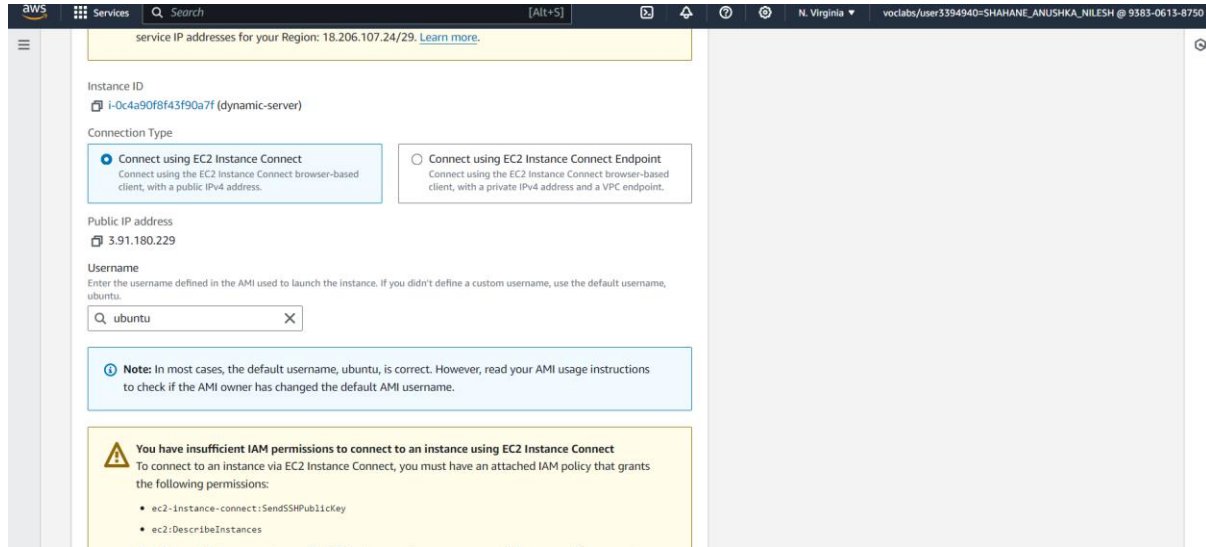 aws Services Search [Alt+S] N. Virginia voclabs/user3394940=SHAHANE_ANUSHKA_NILESH @ 9383-0613-8750
service IP addresses for your Region: 18.206.107.24/29. Learn more.
Instance ID
i-0c4a90f8f43f90a7f (dynamic-server)
Connection Type
Connect using EC2 Instance Connect
Connect using the EC2 Instance Connect browser-based
client, with a public IPv4 address.
Connect using EC2 Instance Connect Endpoint
Connect using the EC2 Instance Connect browser-based
client, with a private IPv4 address and a VPC endpoint.
Public IP address
3.91.180.229
Username
Enter the username defined in the AMI used to launch the instance. If you didn't define a custom username, use the default username,
ubuntu.
ubuntu
Note: In most cases, the default username, ubuntu, is correct. However, read your AMI usage instructions
to check if the AMI owner has changed the default AMI username.
You have insufficient IAM permissions to connect to an instance using EC2 Instance Connect
To connect to an instance via EC2 Instance Connect, you must have an attached IAM policy that grants
the following permissions:
• ec2-instance-connect:SendSSHPublicKey
• ec2:DescribeInstances